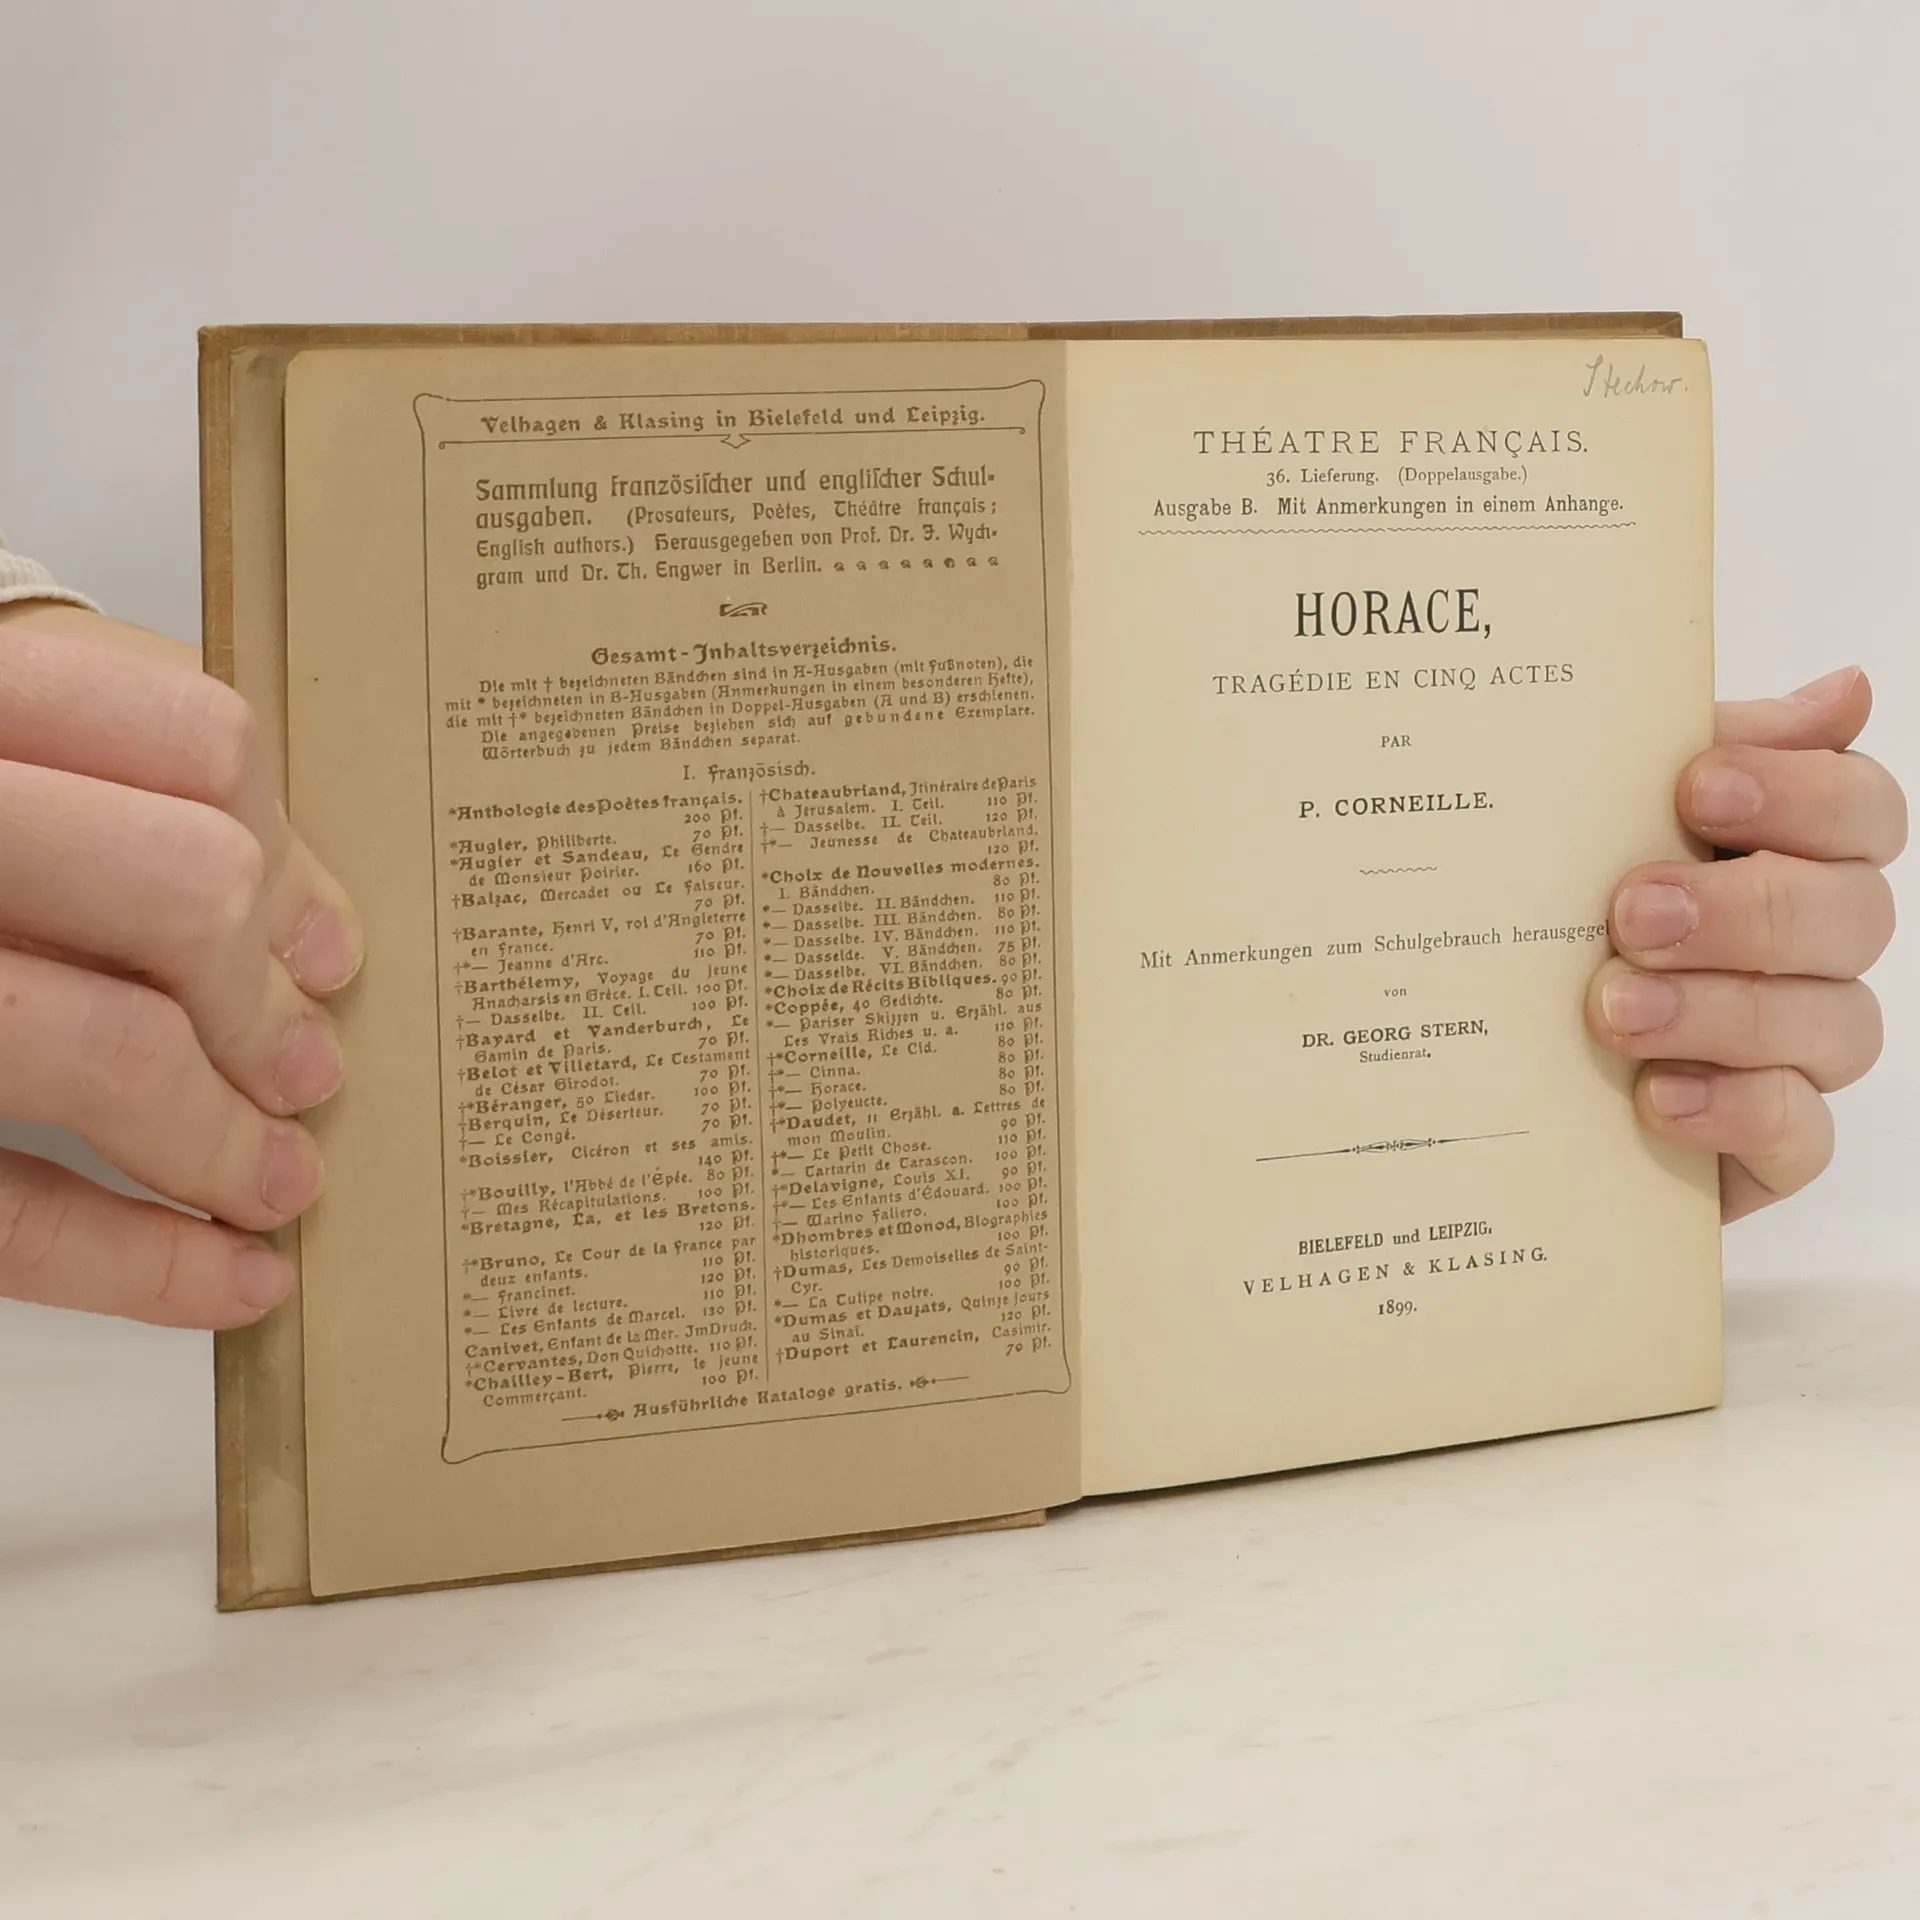 Velhagen & Klasing in Bielefeld und Leipzig.
Sammlung französischer und englischer Schul-
ausgaben. (Prosateurs, Poètes, Théâtre français;
English authors.) Herausgegeben von Prof. Dr. J. Wych-
gram und Dr. Th. Engwer in Berlin.
Gesamt-Inhaltsverzeichnis.
Die mit † bezeichneten Bändchen sind in A-Ausgaben (mit Fußnoten), die
mit * bezeichneten in B-Ausgaben (Anmerkungen in einem besonderen Hefte),
die mit †* bezeichneten Bändchen in Doppel-Ausgaben (A und B) erschienen.
Die angegebenen Preise beziehen sich auf gebundene Exemplare.
Wörterbuch zu jedem Bändchen separat.
I. Französisch.
*Anthologie des Poètes français.
200 Pf.
*Augier, Philiberte. 70 Pf.
*Augier et Sandeau, Le Gendre
de Monsieur Poirier. 160 Pf.
†Balzac, Mercadet ou Le Faiseur.
70 Pf.
†Barante, Henri V, roi d'Angleterre
en France. 70 Pf.
†*— Jeanne d'Arc. 110 Pf.
†Barthélemy, Voyage du jeune
Anacharsis en Grèce. I. Teil. 100 Pf.
†— Dasselbe. II. Teil. 100 Pf.
†Bayard et Vanderburch, Le
Gamin de Paris. 70 Pf.
†Belot et Villetard, Le Testament
de César Girodot. 70 Pf.
†*Béranger, 50 Lieder. 100 Pf.
†Berquin, Le Déserteur. 70 Pf.
†— Le Congé. 70 Pf.
*Boissier, Cicéron et ses amis.
140 Pf.
†*Bouilly, l'Abbé de l'Épée. 80 Pf.
†— Mes Récapitulations. 100 Pf.
*Bretagne, La, et les Bretons.
120 Pf.
†*Bruno, Le Tour de la France par
deux enfants. 110 Pf.
*— Francinet. 120 Pf.
*— Livre de lecture. 110 Pf.
*— Les Enfants de Marcel. 130 Pf.
Canivet, Enfant de la Mer. Im Druck.
†*Cervantes, Don Quichotte. 110 Pf.
*Chailley-Bert, Pierre, le jeune
Commerçant. 100 Pf.
†Chateaubriand, Itinéraire de Paris
à Jerusalem. I. Teil. 110 Pf.
†— Dasselbe. II. Teil. 120 Pf.
†*— Jeunesse de Chateaubriand.
120 Pf.
*Choix de Nouvelles modernes.
I. Bändchen. 80 Pf.
*— Dasselbe. II. Bändchen. 110 Pf.
*— Dasselbe. III. Bändchen. 80 Pf.
*— Dasselbe. IV. Bändchen. 110 Pf.
*— Dasselde. V. Bändchen. 75 Pf.
*— Dasselbe. VI. Bändchen. 80 Pf.
*Choix de Récits Bibliques. 90 Pf.
*Coppée, 40 Gedichte. 80 Pf.
*— Pariser Skizzen u. Erzähl. aus
Les Vrais Riches u. a. 110 Pf.
†*Corneille, Le Cid. 80 Pf.
†*— Cinna. 80 Pf.
†*— Horace. 80 Pf.
†*— Polyeucte. 80 Pf.
†*Daudet, 11 Erzähl. a. Lettres de
mon Moulin. 90 Pf.
†*— Le Petit Chose. 110 Pf.
*— Tartarin de Tarascon. 100 Pf.
†*Delavigne, Louis XI. 90 Pf.
†*— Les Enfants d'Édouard. 100 Pf.
†— Marino Faliero. 100 Pf.
*Dhombres et Monod, Biographies
historiques. 100 Pf.
†Dumas, Les Demoiselles de Saint-
Cyr. 90 Pf.
*— La Tulipe noire. 100 Pf.
*Dumas et Dauzats, Quinze jours
au Sinaï. 120 Pf.
†Duport et Laurencin, Casimir.
70 Pf.
Ausführliche Kataloge gratis.
Stechow.
THÉATRE FRANÇAIS.
36. Lieferung. (Doppelausgabe.)
Ausgabe B. Mit Anmerkungen in einem Anhange.
HORACE,
TRAGÉDIE EN CINQ ACTES
PAR
P. CORNEILLE.
Mit Anmerkungen zum Schulgebrauch herausgegeb
von
DR. GEORG STERN,
Studienrat.
BIELEFELD und LEIPZIG.
VELHAGEN & KLASING.
1899.